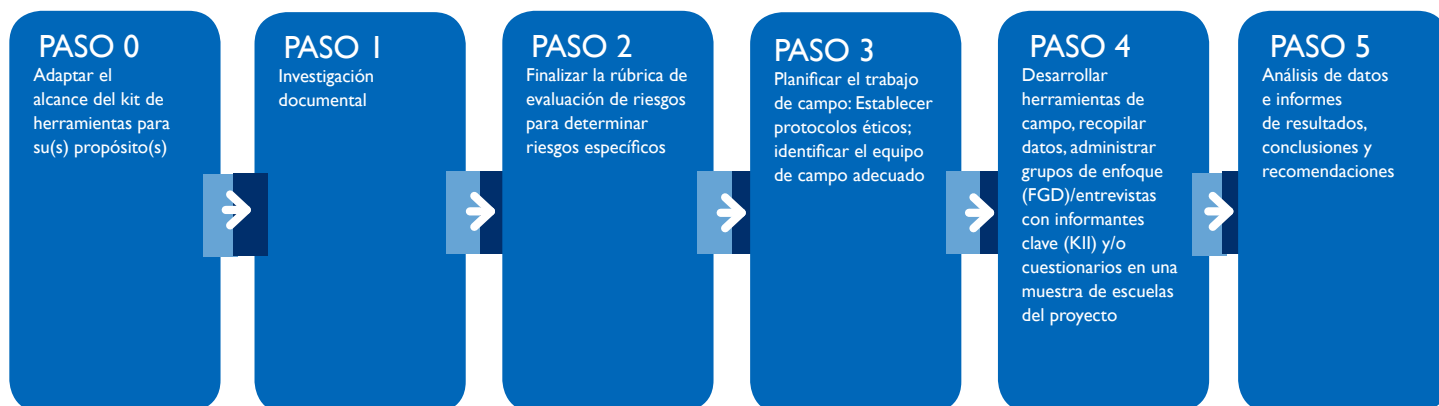 PASO 0
Adaptar el
alcance del kit de
herramientas para
su(s) propósito(s)
PASO 1
Investigación
documental
PASO 2
Finalizar la rúbrica de
evaluación de riesgos
para determinar
riesgos específicos
PASO 3
Planificar el trabajo
de campo: Establecer
protocolos éticos;
identificar el equipo
de campo adecuado
PASO 4
Desarrollar
herramientas de
campo, recopilar
datos, administrar
grupos de enfoque
(FGD)/entrevistas
con informantes
clave (KII) y/o
cuestionarios en una
muestra de escuelas
del proyecto
PASO 5
Análisis de datos
e informes
de resultados,
conclusiones y
recomendaciones